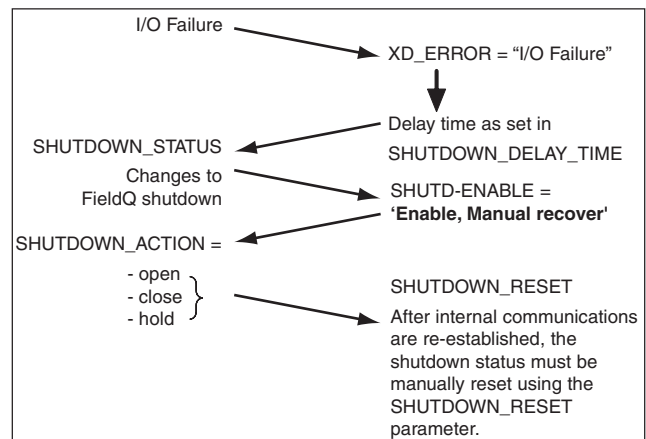 I/O Failure
XD_ERROR = “I/O Failure”
Delay time as set in
SHUTDOWN_DELAY_TIME
SHUTDOWN_STATUS
Changes to
FieldQ shutdown
SHUTD-ENABLE =
‘Enable, Manual recover'
SHUTDOWN_ACTION =
- open
- close
- hold
SHUTDOWN_RESET
After internal communications
are re-established, the
shutdown status must be
manually reset using the
SHUTDOWN_RESET
parameter.